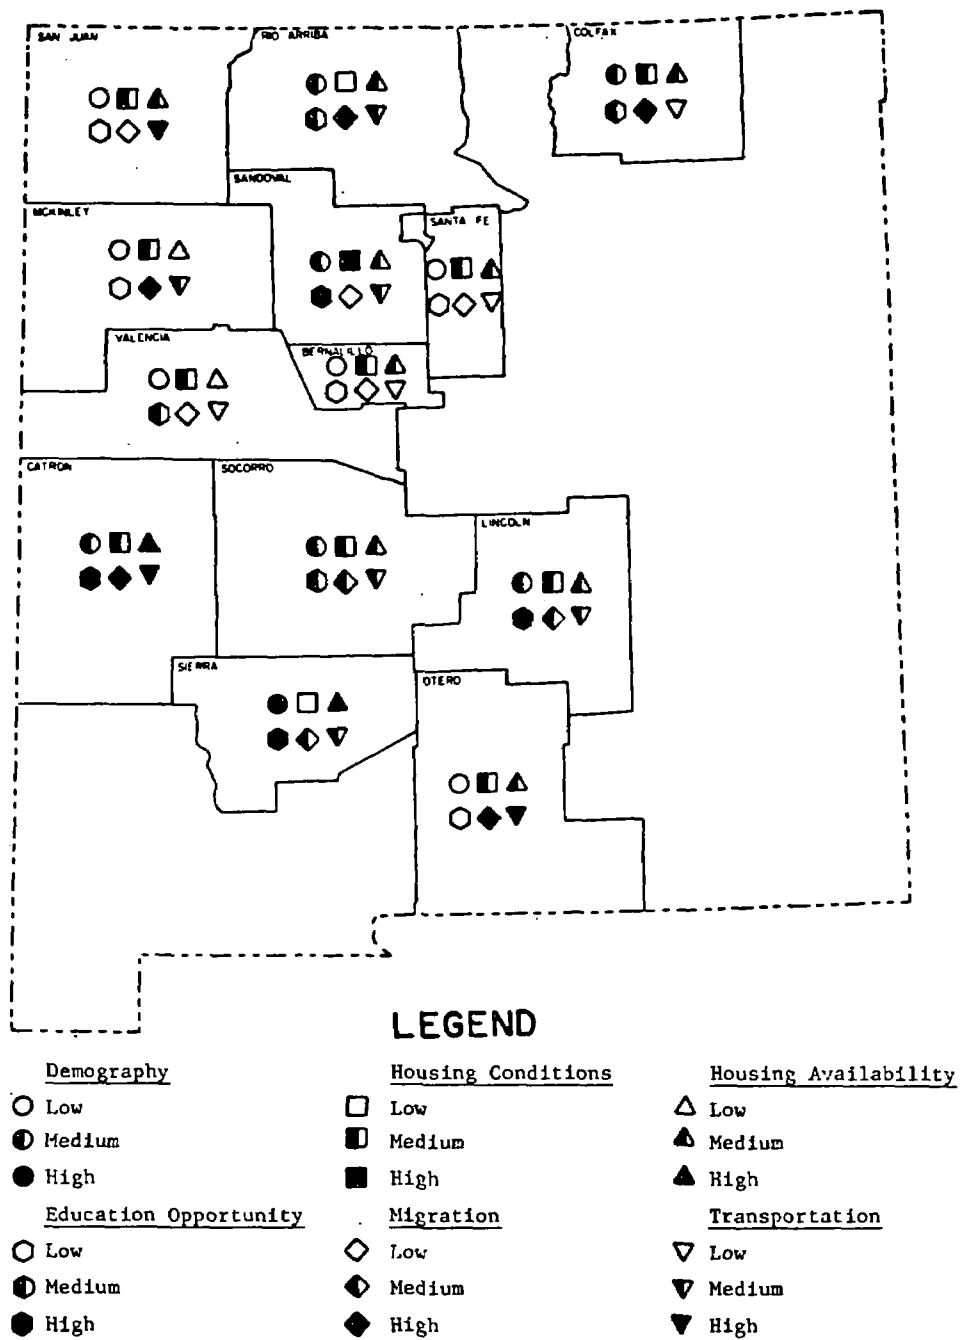 SAN JUAN
RIO ARRIBA
COLFAX
SANDOVAL
MCKINLEY
SANTA FE
VALENCIA
BERNALILLO
CATRON
SOCORRO
LINCOLN
SIERRA
OTERO
LEGEND
Demography Housing Conditions Housing Availability
Low Low Low
Medium Medium Medium
High High High
Education Opportunity Migration Transportation
Low Low Low
Medium Medium Medium
High High High